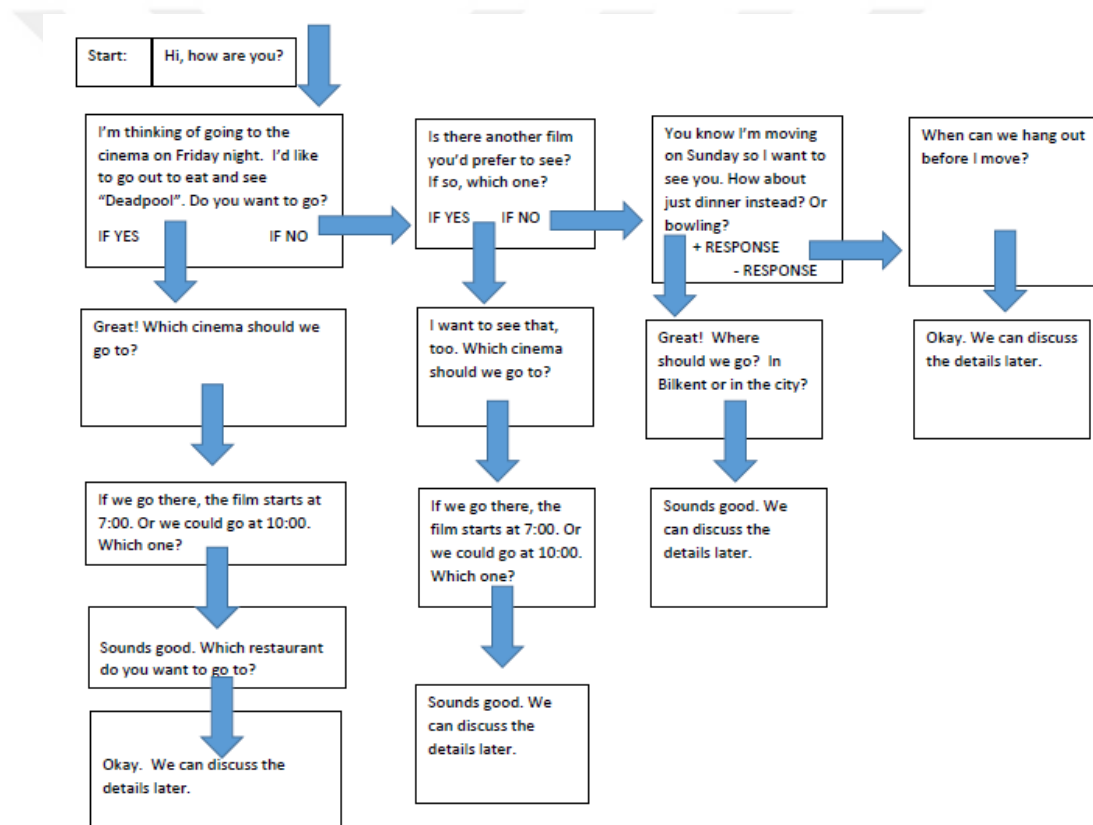 Start:
Hi, how are you?
I'm thinking of going to the
cinema on Friday night.  I'd like
to go out to eat and see
"Deadpool". Do you want to go?
IF YES
IF NO
Is there another film
you'd prefer to see?
If so, which one?
IF YES
IF NO
You know I'm moving
on Sunday so I want to
see you. How about
just dinner instead? Or
bowling?
+ RESPONSE
- RESPONSE
When can we hang out
before I move?
Great! Which cinema should we
go to?
I want to see that,
too. Which cinema
should we go to?
Great!  Where
should we go?  In
Bilkent or in the city?
Okay. We can discuss
the details later.
If we go there, the film starts at
7:00. Or we could go at 10:00.
Which one?
If we go there, the
film starts at 7:00. Or
we could go at 10:00.
Which one?
Sounds good. We
can discuss the
details later.
Sounds good. Which restaurant
do you want to go to?
Sounds good. We
can discuss the
details later.
Okay.  We can discuss the
details later.